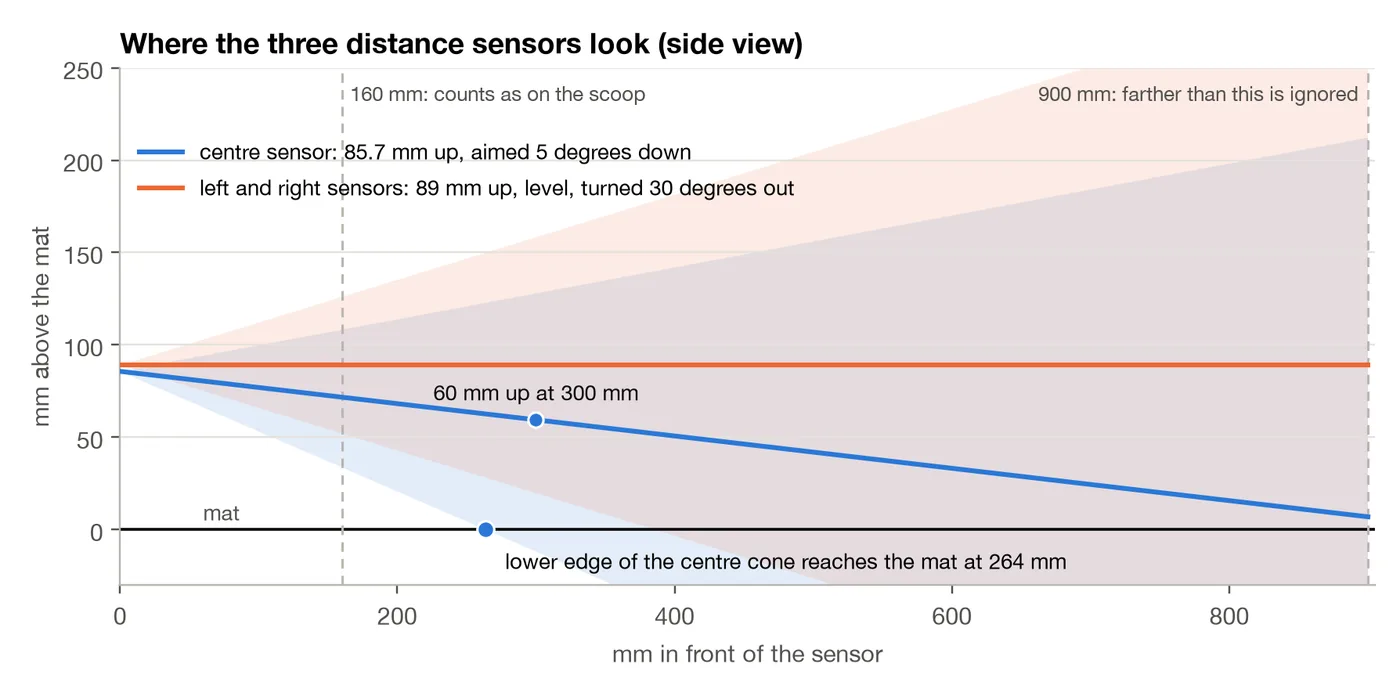 Where the three distance sensors look (side view)
250
160 mm: counts as on the scoop
900 mm: farther than this is ignored
centre sensor: 85.7 mm up, aimed 5 degrees down
200
left and right sensors: 89 mm up, level, turned 30 degrees out
150
mm above the mat
100
60 mm up at 300 mm
50
mat
0
lower edge of the centre cone reaches the mat at 264 mm
0
200
400
600
800
mm in front of the sensor